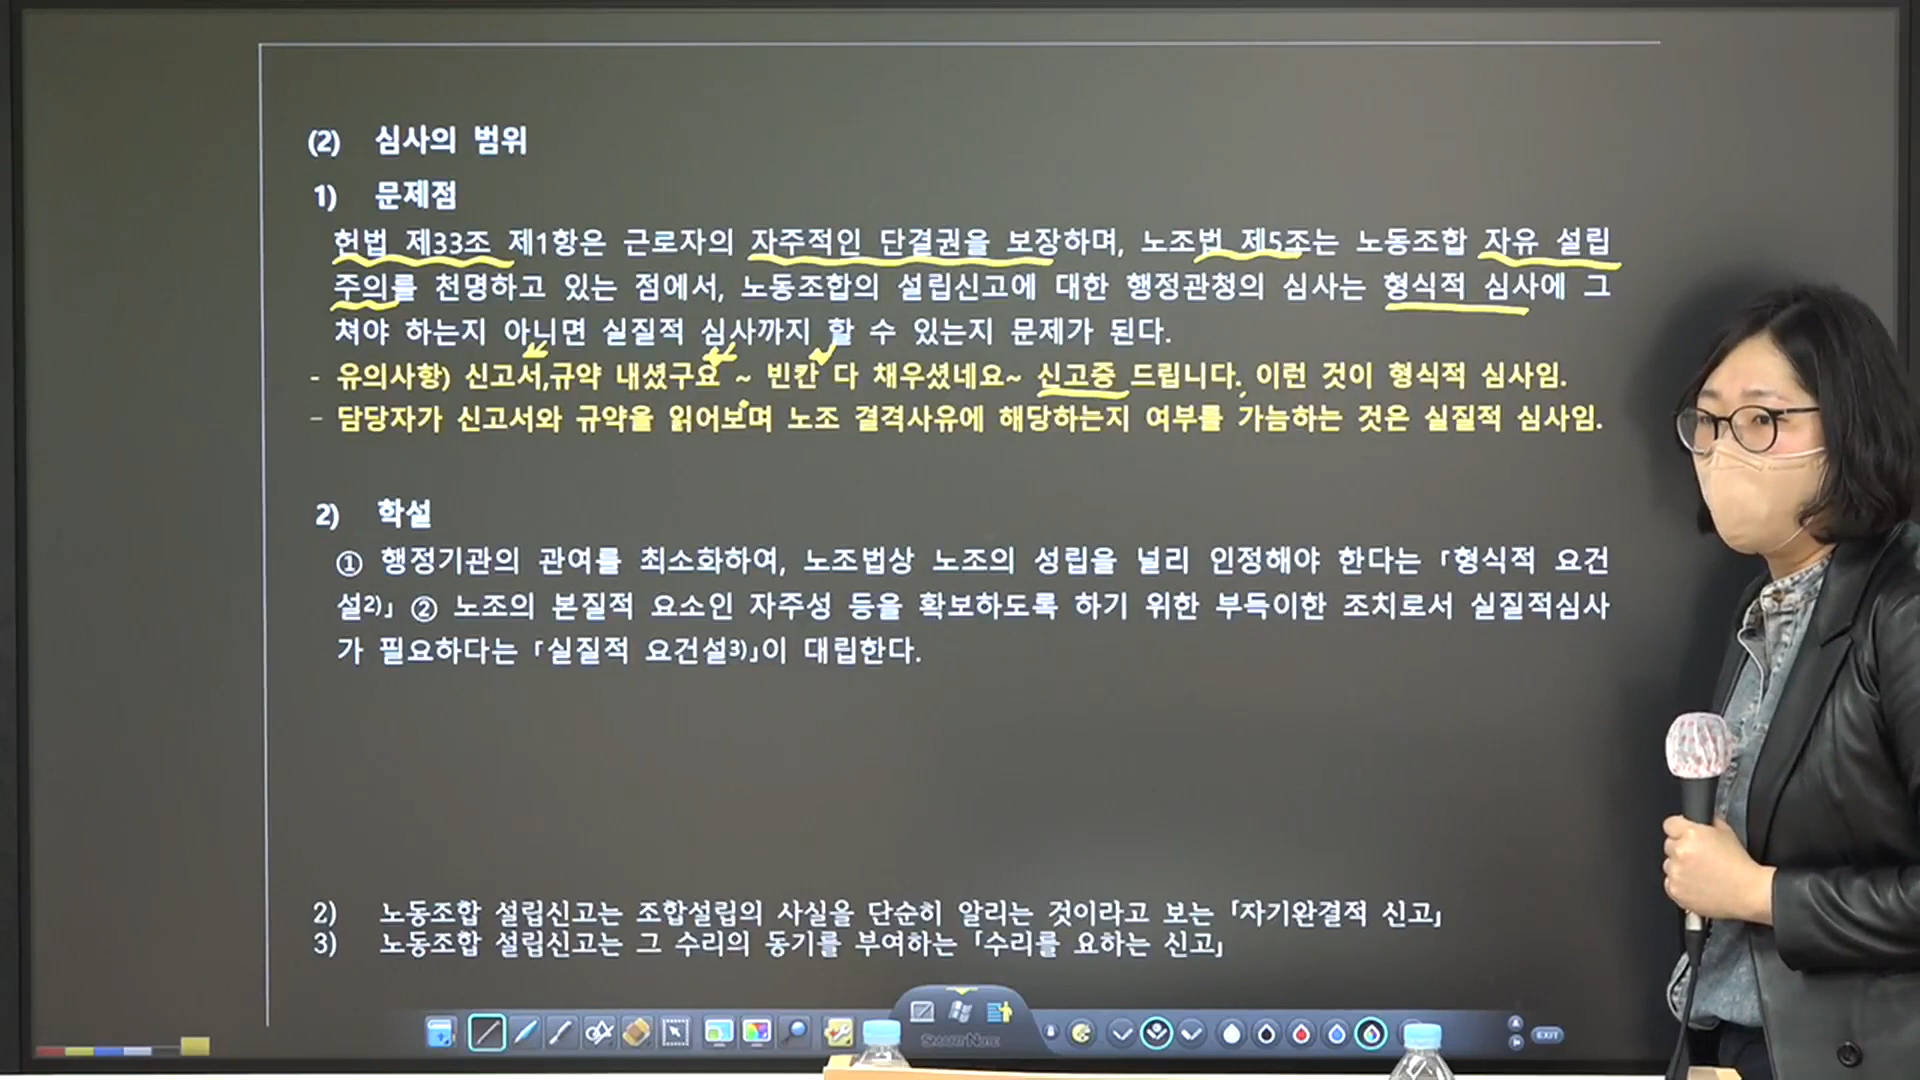 (2) 심사의 범위
1) 문제점
헌법 제33조 제1항은 근로자의 자주적인 단결권을 보장하며, 노조법 제5조는 노동조합 자유 설립
주의를 천명하고 있는 점에서, 노동조합의 설립신고에 대한 행정관청의 심사는 형식적 심사에 그
쳐야 하는지 아니면 실질적 심사까지 할 수 있는지 문제가 된다.
- 유의사항) 신고서,규약 내셨구요 ~ 빈칸 다 채우셨네요~ 신고증 드립니다. 이런 것이 형식적 심사임.
- 담당자가 신고서와 규약을 읽어보며 노조 결격사유에 해당하는지 여부를 가늠하는 것은 실질적 심사임.
2) 학설
① 행정기관의 관여를 최소화하여, 노조법상 노조의 성립을 널리 인정해야 한다는 「형식적 요건
설2)」 ② 노조의 본질적 요소인 자주성 등을 확보하도록 하기 위한 부득이한 조치로서 실질적심사
가 필요하다는 「실질적 요건설3)」이 대립한다.
2) 노동조합 설립신고는 조합설립의 사실을 단순히 알리는 것이라고 보는 「자기완결적 신고」
3) 노동조합 설립신고는 그 수리의 동기를 부여하는 「수리를 요하는 신고」
SMARTNOTE
EXIT